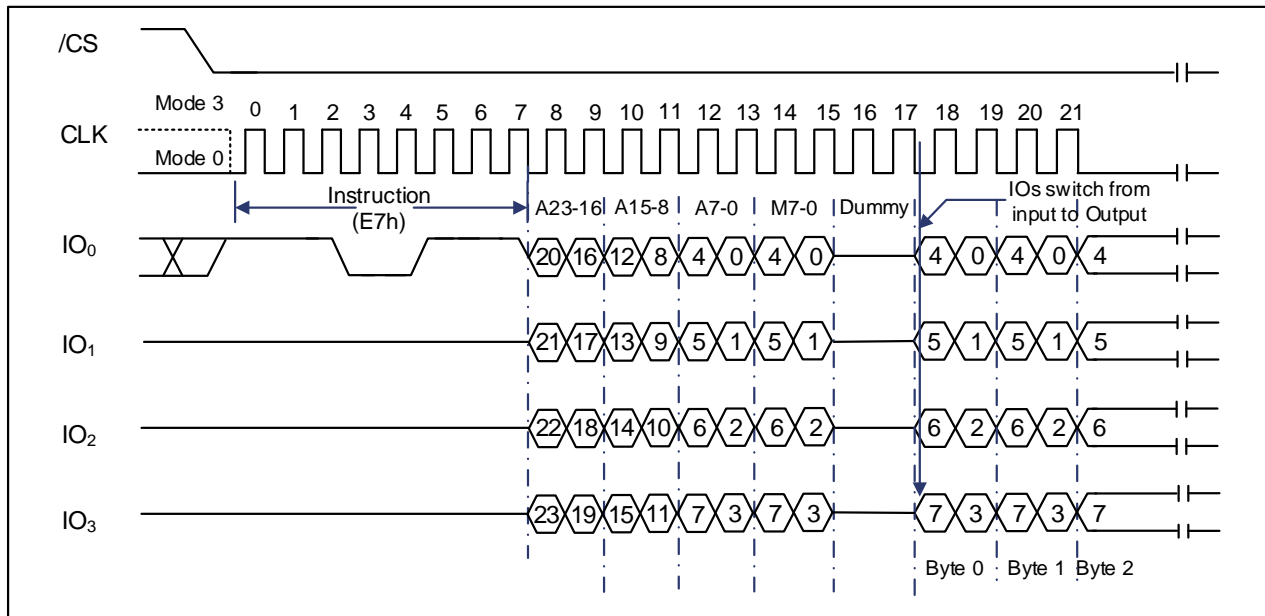 /CS
Mode 3
0 1 2 3 4 5 6 7 8 9 10 11 12 13 14 15 16 17 18 19 20 21
CLK
Mode 0
Instruction
(E7h)
A23-16 A15-8 A7-0 M7-0 Dummy
IOs switch from
input to Output
IO0
20 16 12 8 4 0 4 0 4 0 4 0 4
IO1
21 17 13 9 5 1 5 1 5 1 5 1 5
IO2
22 18 14 10 6 2 6 2 6 2 6 2 6
IO3
23 19 15 11 7 3 7 3 7 3 7 3 7
Byte 0 Byte 1 Byte 2